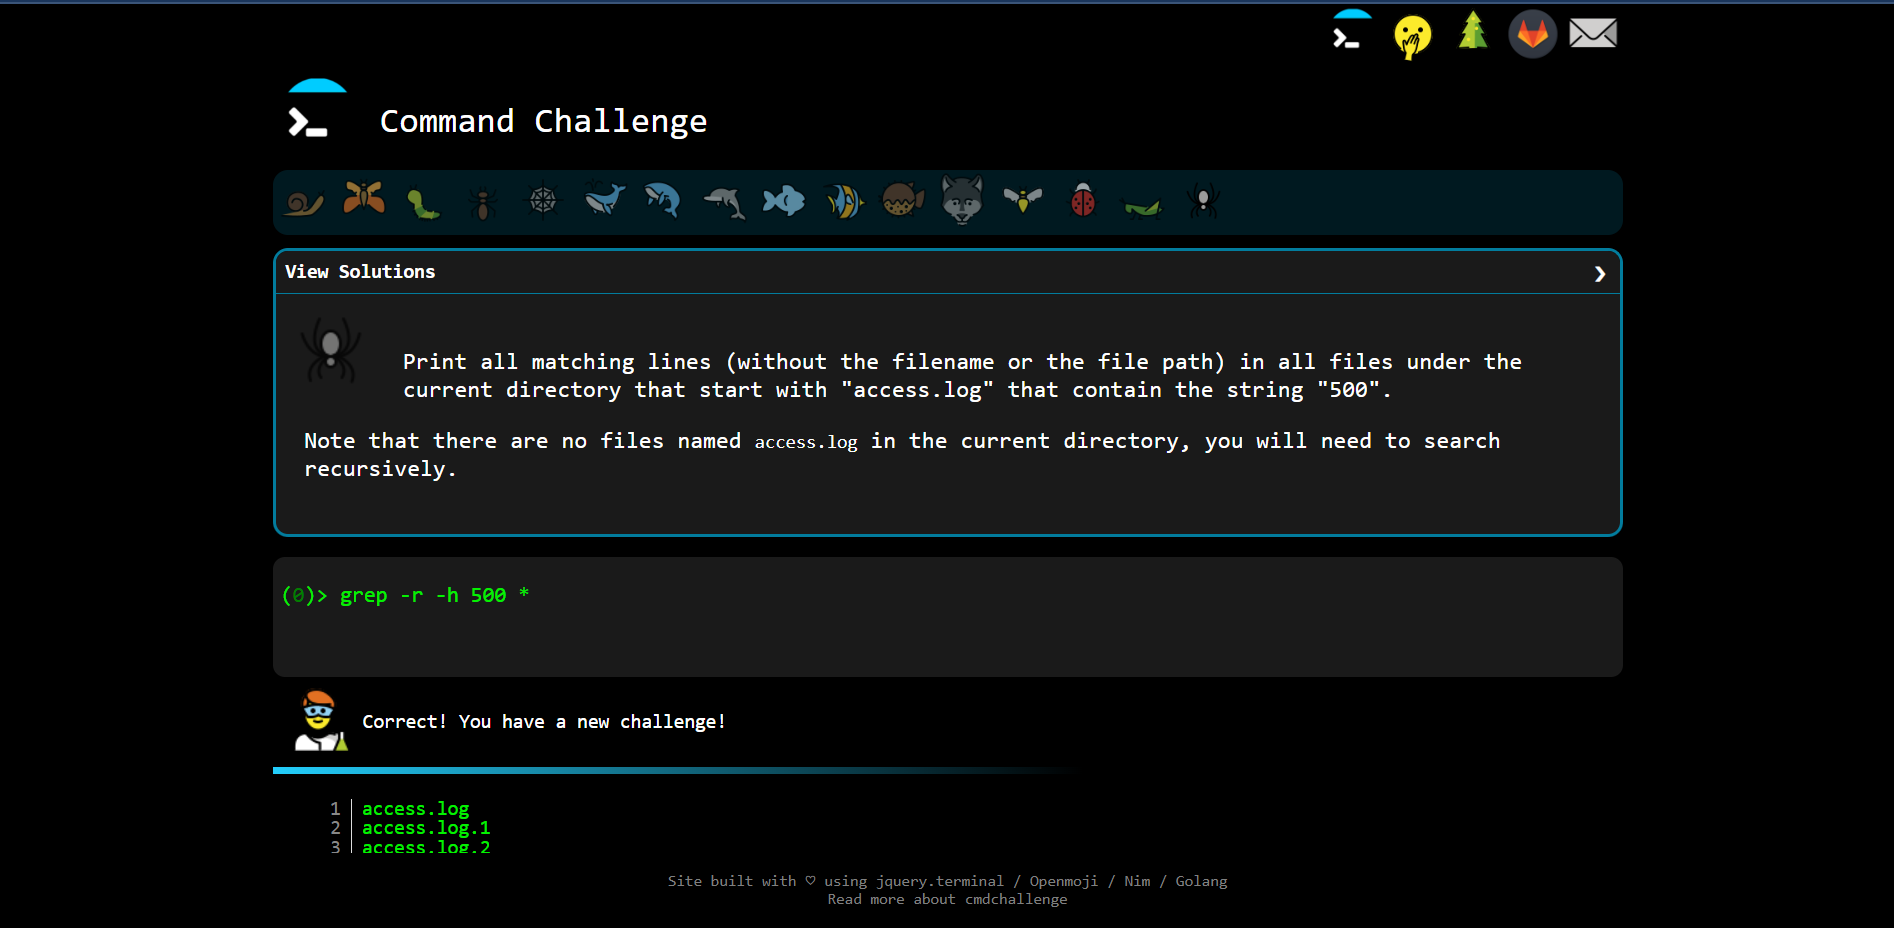 Command Challenge
View Solutions
❯
Print all matching lines (without the filename or the file path) in all files under the
current directory that start with "access.log" that contain the string "500".
Note that there are no files named access.log in the current directory, you will need to search
recursively.
(0)> grep -r -h 500 *
Correct! You have a new challenge!
1 access.log
2 access.log.1
3 access.log.2
Site built with ♡ using jquery.terminal / Openmoji / Nim / Golang
Read more about cmdchallenge